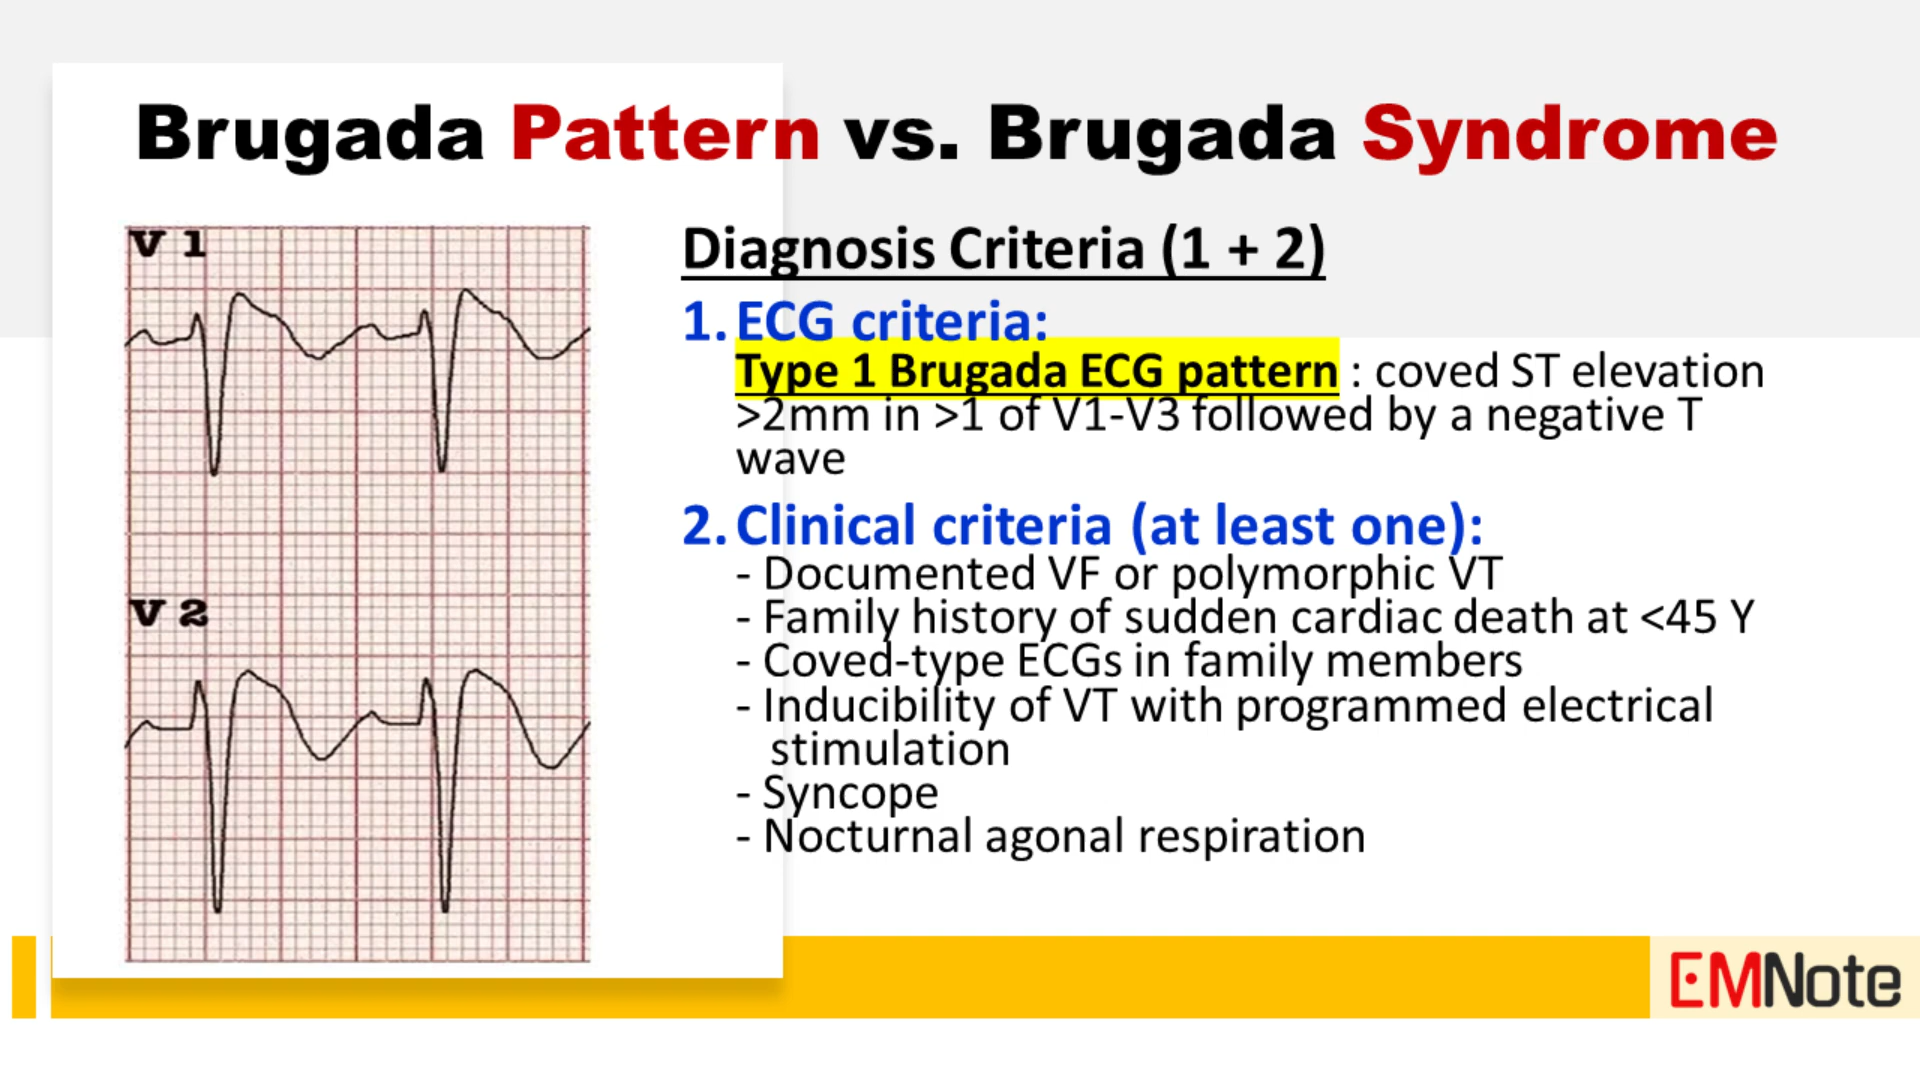 Brugada Pattern vs. Brugada Syndrome
V 1
V 2
Diagnosis Criteria (1 + 2)
1. ECG criteria:
Type 1 Brugada ECG pattern : coved ST elevation
>2mm in >1 of V1-V3 followed by a negative T
wave
2. Clinical criteria (at least one):
- Documented VF or polymorphic VT
- Family history of sudden cardiac death at <45 Y
- Coved-type ECGs in family members
- Inducibility of VT with programmed electrical
stimulation
- Syncope
- Nocturnal agonal respiration
EMNote